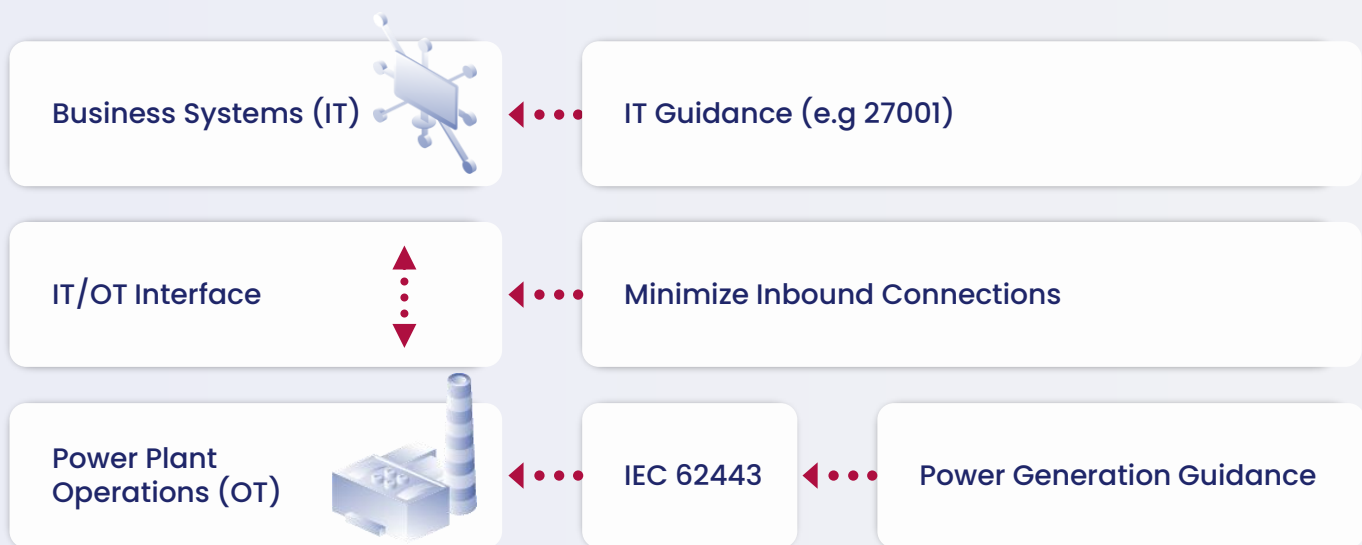 Business Systems (IT)
IT Guidance (e.g 27001)
IT/OT Interface
Minimize Inbound Connections
Power Plant
Operations (OT)
IEC 62443
Power Generation Guidance